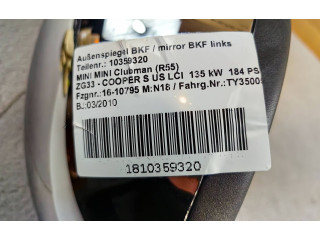 Außenspiegel BKF / mirror BKF links
Teilenr.: 10359320
MINI MINI Clubman (R55)
ZG33 - COOPER S US LCI 135 kW 184 PS
Fzgnr.:16-10795 M:N18 / Fahrg.Nr.:TY3500
B.:03/2010
1810359320